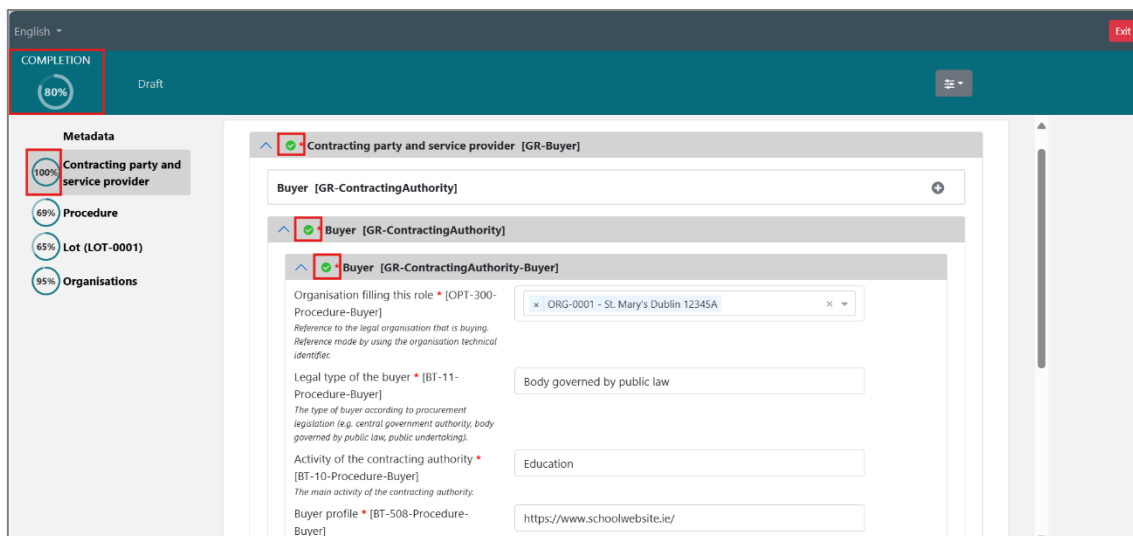 English
Exit
COMPLETION
80%
Draft
Metadata
100%
Contracting party and
service provider
69%
Procedure
65%
Lot (LOT-0001)
95%
Organisations
* Contracting party and service provider [GR-Buyer]
Buyer [GR-ContractingAuthority]
* Buyer [GR-ContractingAuthority]
* Buyer [GR-ContractingAuthority-Buyer]
Organisation filling this role * [OPT-300-
Procedure-Buyer]
Reference to the legal organisation that is buying.
Reference made by using the organisation technical
identifier.
× ORG-0001 - St. Mary's Dublin 12345A ×
Legal type of the buyer * [BT-11-
Procedure-Buyer]
The type of buyer according to procurement
legislation (e.g. central government authority, body
governed by public law, public undertaking).
Body governed by public law
Activity of the contracting authority *
[BT-10-Procedure-Buyer]
The main activity of the contracting authority.
Education
Buyer profile * [BT-508-Procedure-
Buyer]
https://www.schoolwebsite.ie/